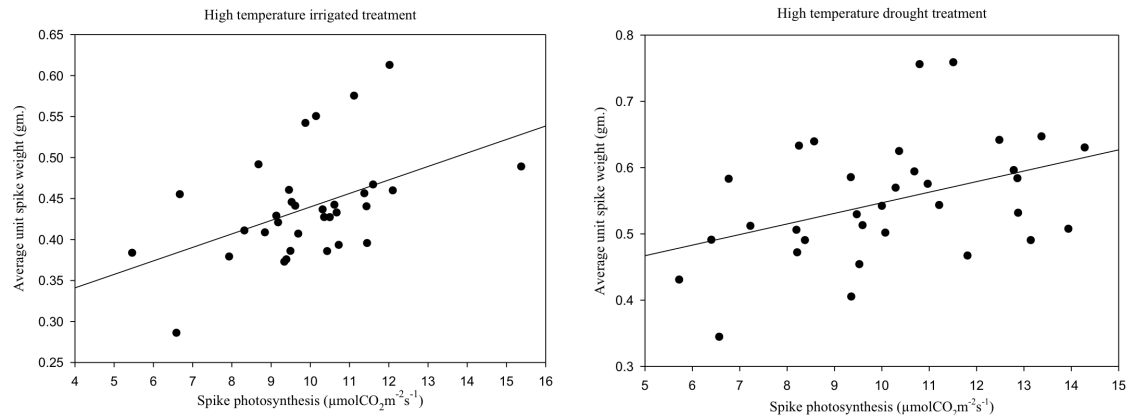 High temperature irrigated treatment
0.65
0.60
0.55
0.50
0.45
0.40
0.35
0.30
0.25
Average unit spike weight (gm.)
4 5 6 7 8 9 10 11 12 13 14 15 16
Spike photosynthesis (µmolCO2m-2s-1)
High temperature drought treatment
0.8
0.7
0.6
0.5
0.4
0.3
Average unit spike weight (gm.)
5 6 7 8 9 10 11 12 13 14 15
Spike photosynthesis (µmolCO2m-2s-1)